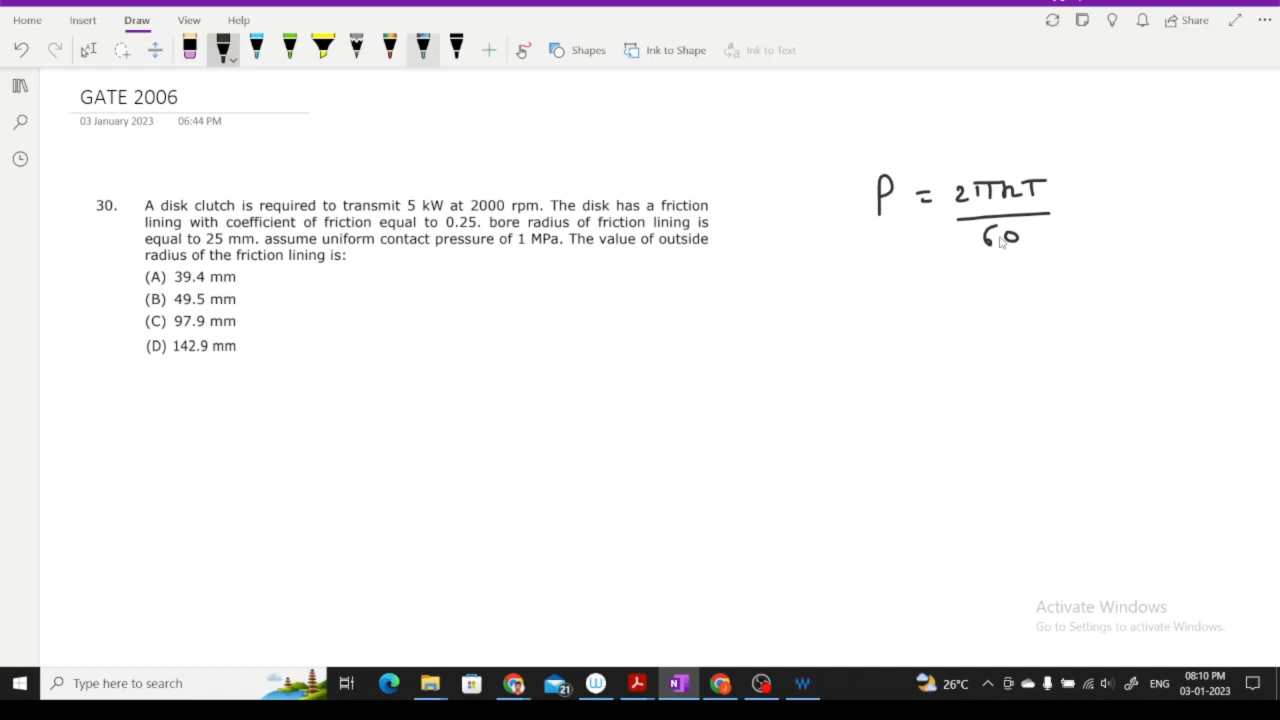 Home Insert Draw View Help
Share
Shapes Ink to Shape Ink to Text
GATE 2006
03 January 2023 06:44 PM
P = 2πnT
60
30. A disk clutch is required to transmit 5 kW at 2000 rpm. The disk has a friction
lining with coefficient of friction equal to 0.25. bore radius of friction lining is
equal to 25 mm. assume uniform contact pressure of 1 MPa. The value of outside
radius of the friction lining is:
(A) 39.4 mm
(B) 49.5 mm
(C) 97.9 mm
(D) 142.9 mm
Activate Windows
Go to Settings to activate Windows.
Type here to search
21
26°C
ENG
08:10 PM
03-01-2023